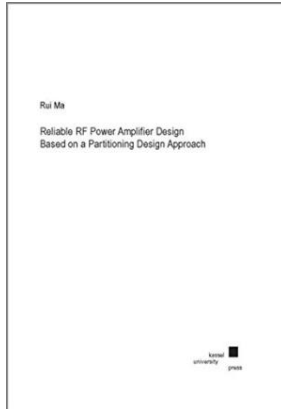 Rui Ma
Reliable RF Power Amplifier Design
Based on a Partitioning Design Approach
kassel
university
press